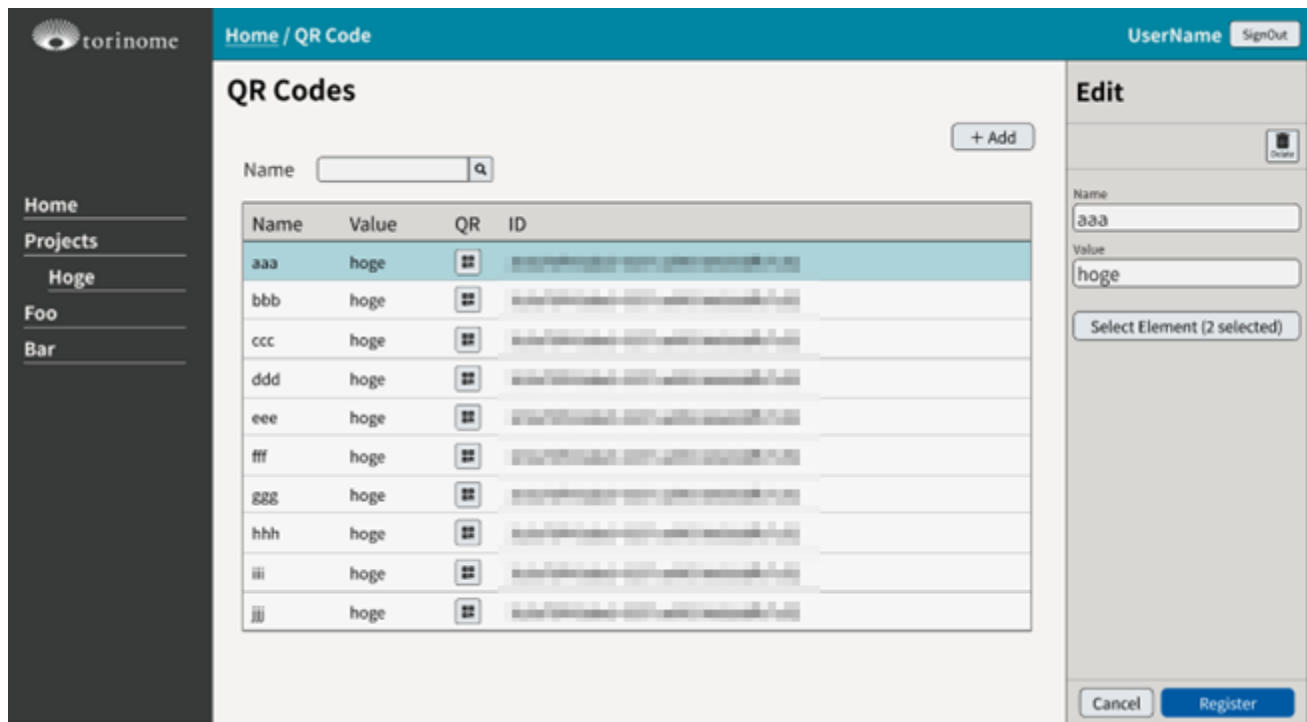 torinome
Home / QR Code
UserName
SignOut
Home
Projects
Hoge
Foo
Bar
QR Codes
+ Add
Name
Name Value QR ID
aaa hoge
bbb hoge
ccc hoge
ddd hoge
eee hoge
fff hoge
ggg hoge
hhh hoge
iii hoge
jjj hoge
Edit
Delete
Name
aaa
Value
hoge
Select Element (2 selected)
Cancel
Register